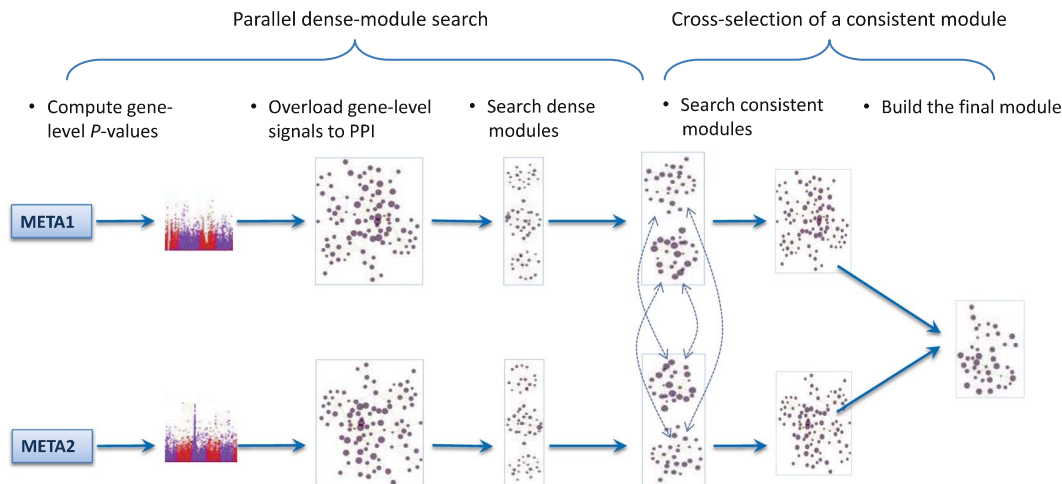 Parallel dense-module search
Cross-selection of a consistent module
• Compute gene-
level P-values
• Overload gene-level
signals to PPI
• Search dense
modules
• Search consistent
modules
• Build the final module
META1
META2